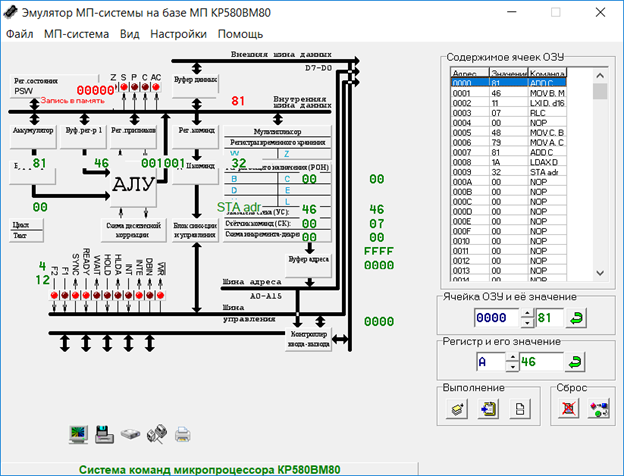 Эмулятор МП-системы на базе МП КР580ВМ80
Файл МП-система Вид Настройки Помощь
Внешняя шина данных
D7-D0
Z S P C AC
Рег.состояния
PSW
00000
Запись в память
Буфер данных
81
Внутренняя
шина данных
Аккумулятор
Буф.рег-р 1
Рег.признаков
Рег.команд
Мультиплексор
Регистры временного хранения
W Z
81
46
001001
32
АЛУ
(РОН)
B C
00 00
D E
L
STA adr
46 46
(УС):
00
Счётчик команд (СК):
00 07
Схема инкремента-декре
00 00
FFFF
0000
Цикл
Такт
Схема десятичной
коррекции
Блок синх-ции
и управления
Буфер адреса
4
12
F2 F1 SYNC READY WAIT HOLD HLDA INT INTE DBIN WR
Шина адреса
A0-A15
Шина
управления
0000
Контроллер
ввода-вывода
Система команд микропроцессора КР580ВМ80
Содержимое ячеек ОЗУ
Адрес Значение Команда
0000 81 ADD C
0001 46 MOV B, M
0002 11 LXI D, d16
0003 07 RLC
0004 00 NOP
0005 48 MOV C, B
0006 79 MOV A, C
0007 81 ADD C
0008 1A LDAX D
0009 32 STA adr
000A 00 NOP
000B 00 NOP
000C 00 NOP
000D 00 NOP
000E 00 NOP
000F 00 NOP
0010 00 NOP
0011 00 NOP
0012 00 NOP
0013 00 NOP
0014 00 NOP
Ячейка ОЗУ и её значение
0000 81
Регистр и его значение
A 46
Выполнение
Сброс